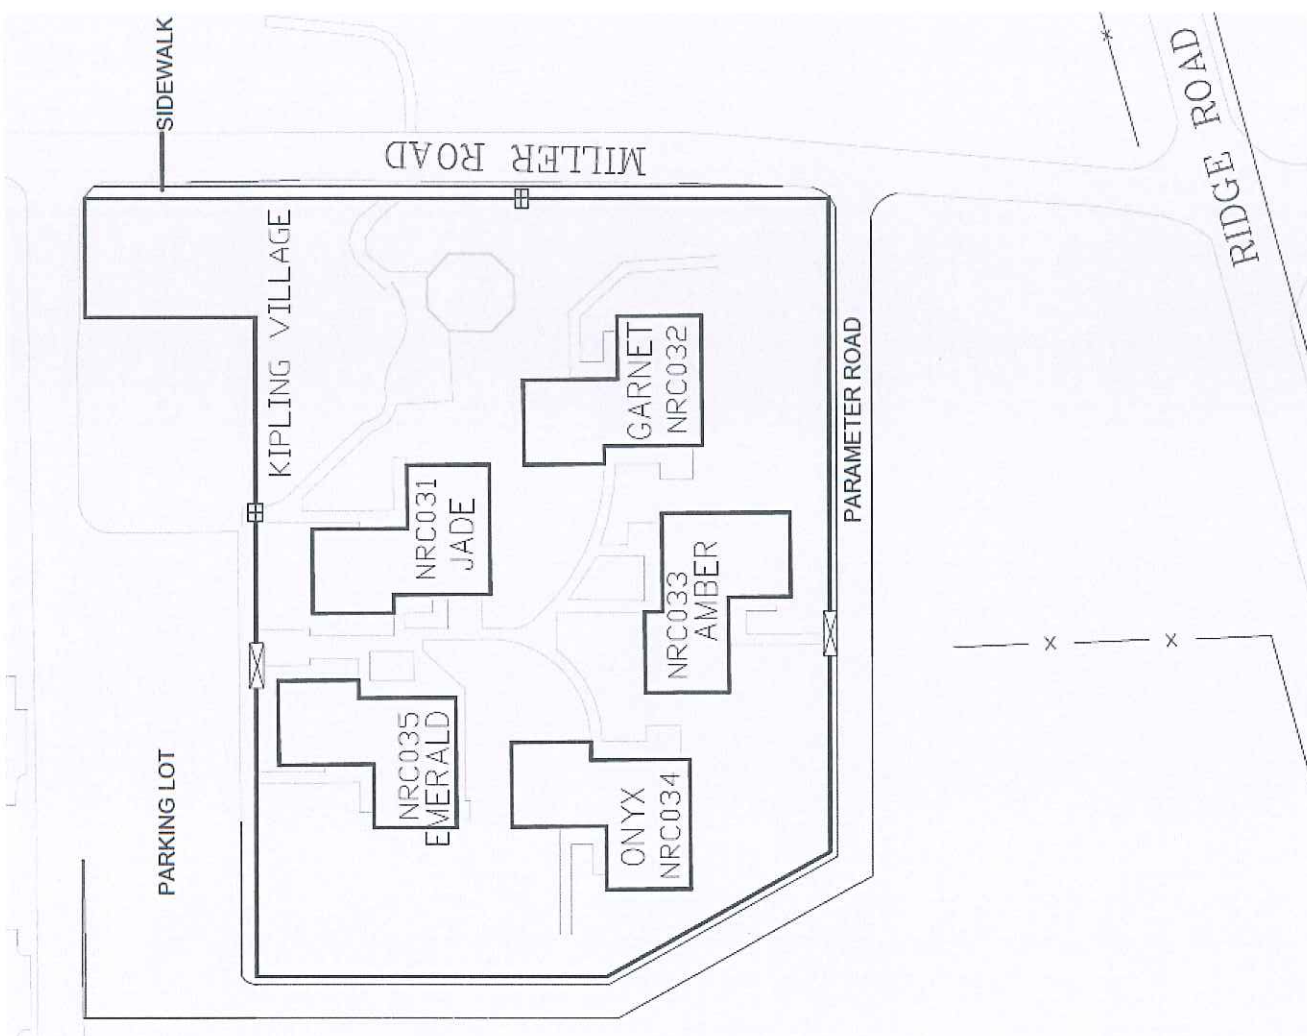 SIDEWALK
MILLER ROAD
RIDGE ROAD
KIPLING VILLAGE
GARNET
NRC032
NRC031
JADE
PARAMETER ROAD
NRC033
AMBER
PARKING LOT
NRC035
EMERALD
ONYX
NRC034